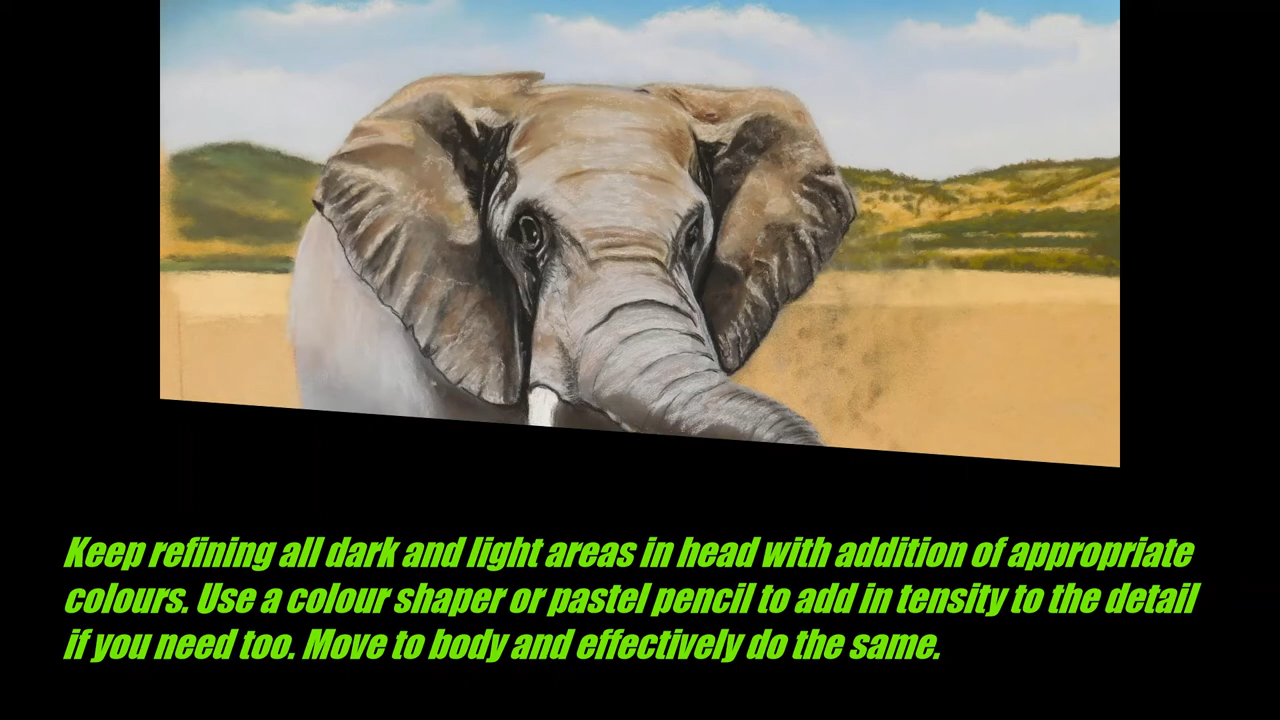 Keep refining all dark and light areas in head with addition of appropriate
colours. Use a colour shaper or pastel pencil to add in tensity to the detail
if you need too. Move to body and effectively do the same.